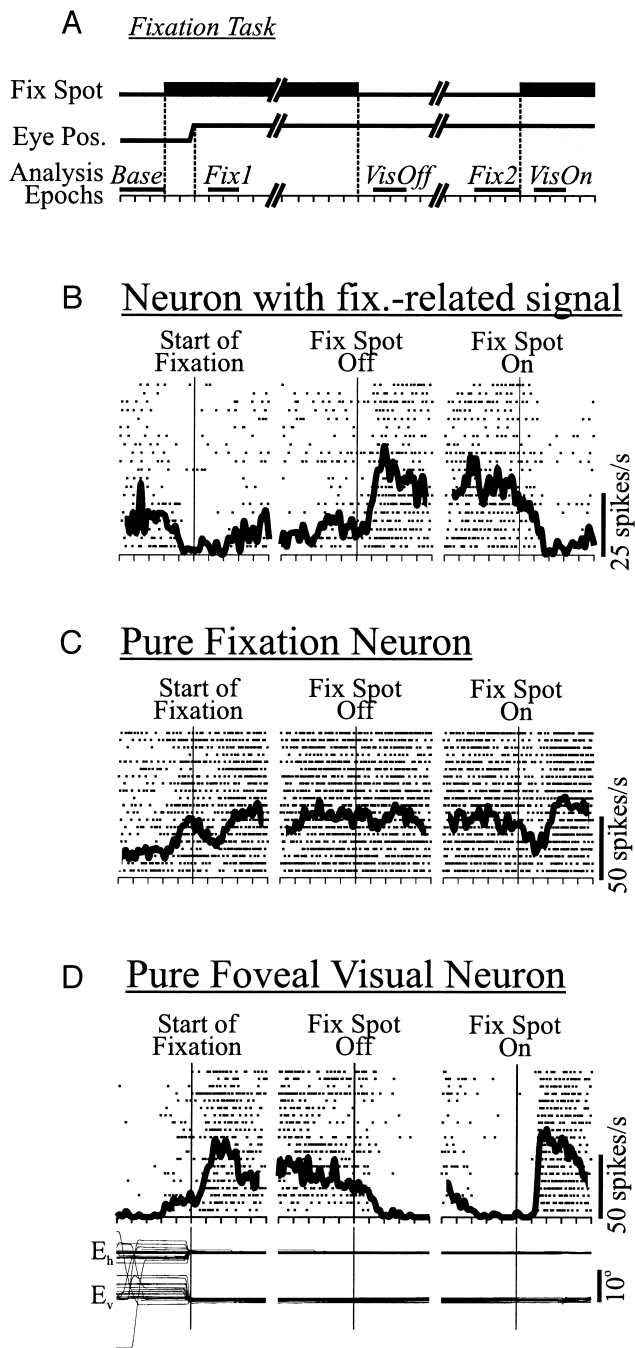 A Fixation Task
Fix Spot
Eye Pos.
Analysis Epochs
Base Fix1 VisOff Fix2 VisOn
B Neuron with fix.-related signal
Start of Fixation
Fix Spot Off
Fix Spot On
25 spikes/s
C Pure Fixation Neuron
Start of Fixation
Fix Spot Off
Fix Spot On
50 spikes/s
D Pure Foveal Visual Neuron
Start of Fixation
Fix Spot Off
Fix Spot On
50 spikes/s
Eh
Ev
10°